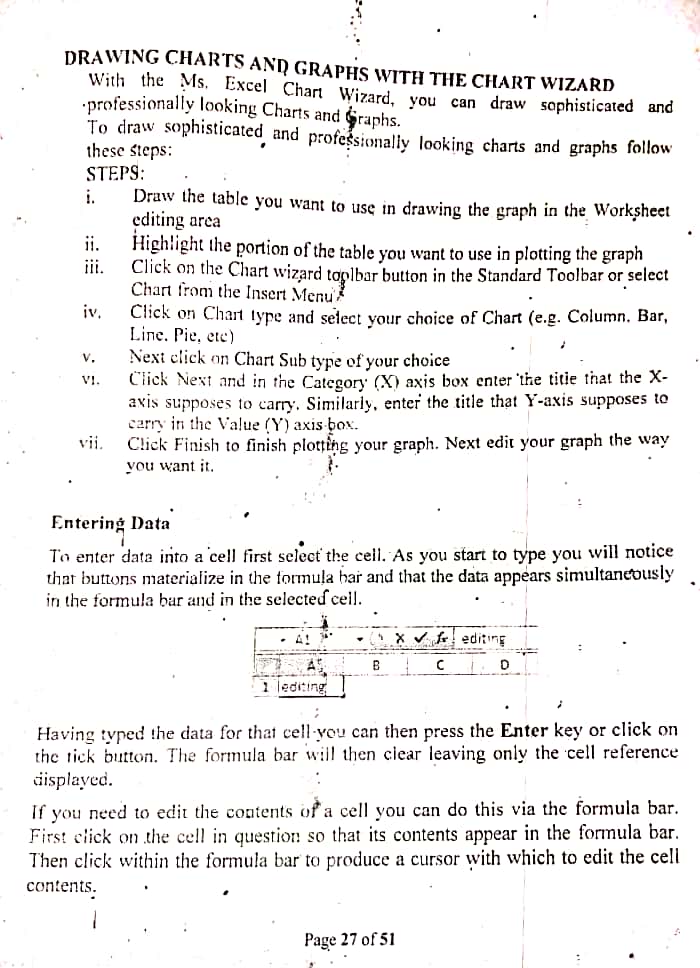 DRAWING CHARTS AND GRAPHS WITH THE CHART WIZARD
With the Ms. Excel Chart Wizard, you can draw sophisticated and
professionally looking Charts and Graphs.
To draw sophisticated and professionally looking charts and graphs follow
these Steps:
STEPS:
i. Draw the table you want to use in drawing the graph in the Worksheet
editing area
ii. Highlight the portion of the table you want to use in plotting the graph
iii. Click on the Chart wizard toolbar button in the Standard Toolbar or select
Chart from the Insert Menu
iv. Click on Chart type and select your choice of Chart (e.g. Column, Bar,
Line, Pie, etc)
v. Next click on Chart Sub type of your choice
vi. Click Next and in the Category (X) axis box enter the title that the X-
axis supposes to carry. Similarly, enter the title that Y-axis supposes to
carry in the Value (Y) axis box.
vii. Click Finish to finish plotting your graph. Next edit your graph the way
you want it.
Entering Data
To enter data into a cell first select the cell. As you start to type you will notice
that buttons materialize in the formula bar and that the data appears simultaneously
in the formula bar and in the selected cell.
A1 X ✓ fx editing
A B C D
1 editing
Having typed the data for that cell you can then press the Enter key or click on
the tick button. The formula bar will then clear leaving only the cell reference
displayed.
If you need to edit the contents of a cell you can do this via the formula bar.
First click on the cell in question so that its contents appear in the formula bar.
Then click within the formula bar to produce a cursor with which to edit the cell
contents.
Page 27 of 51